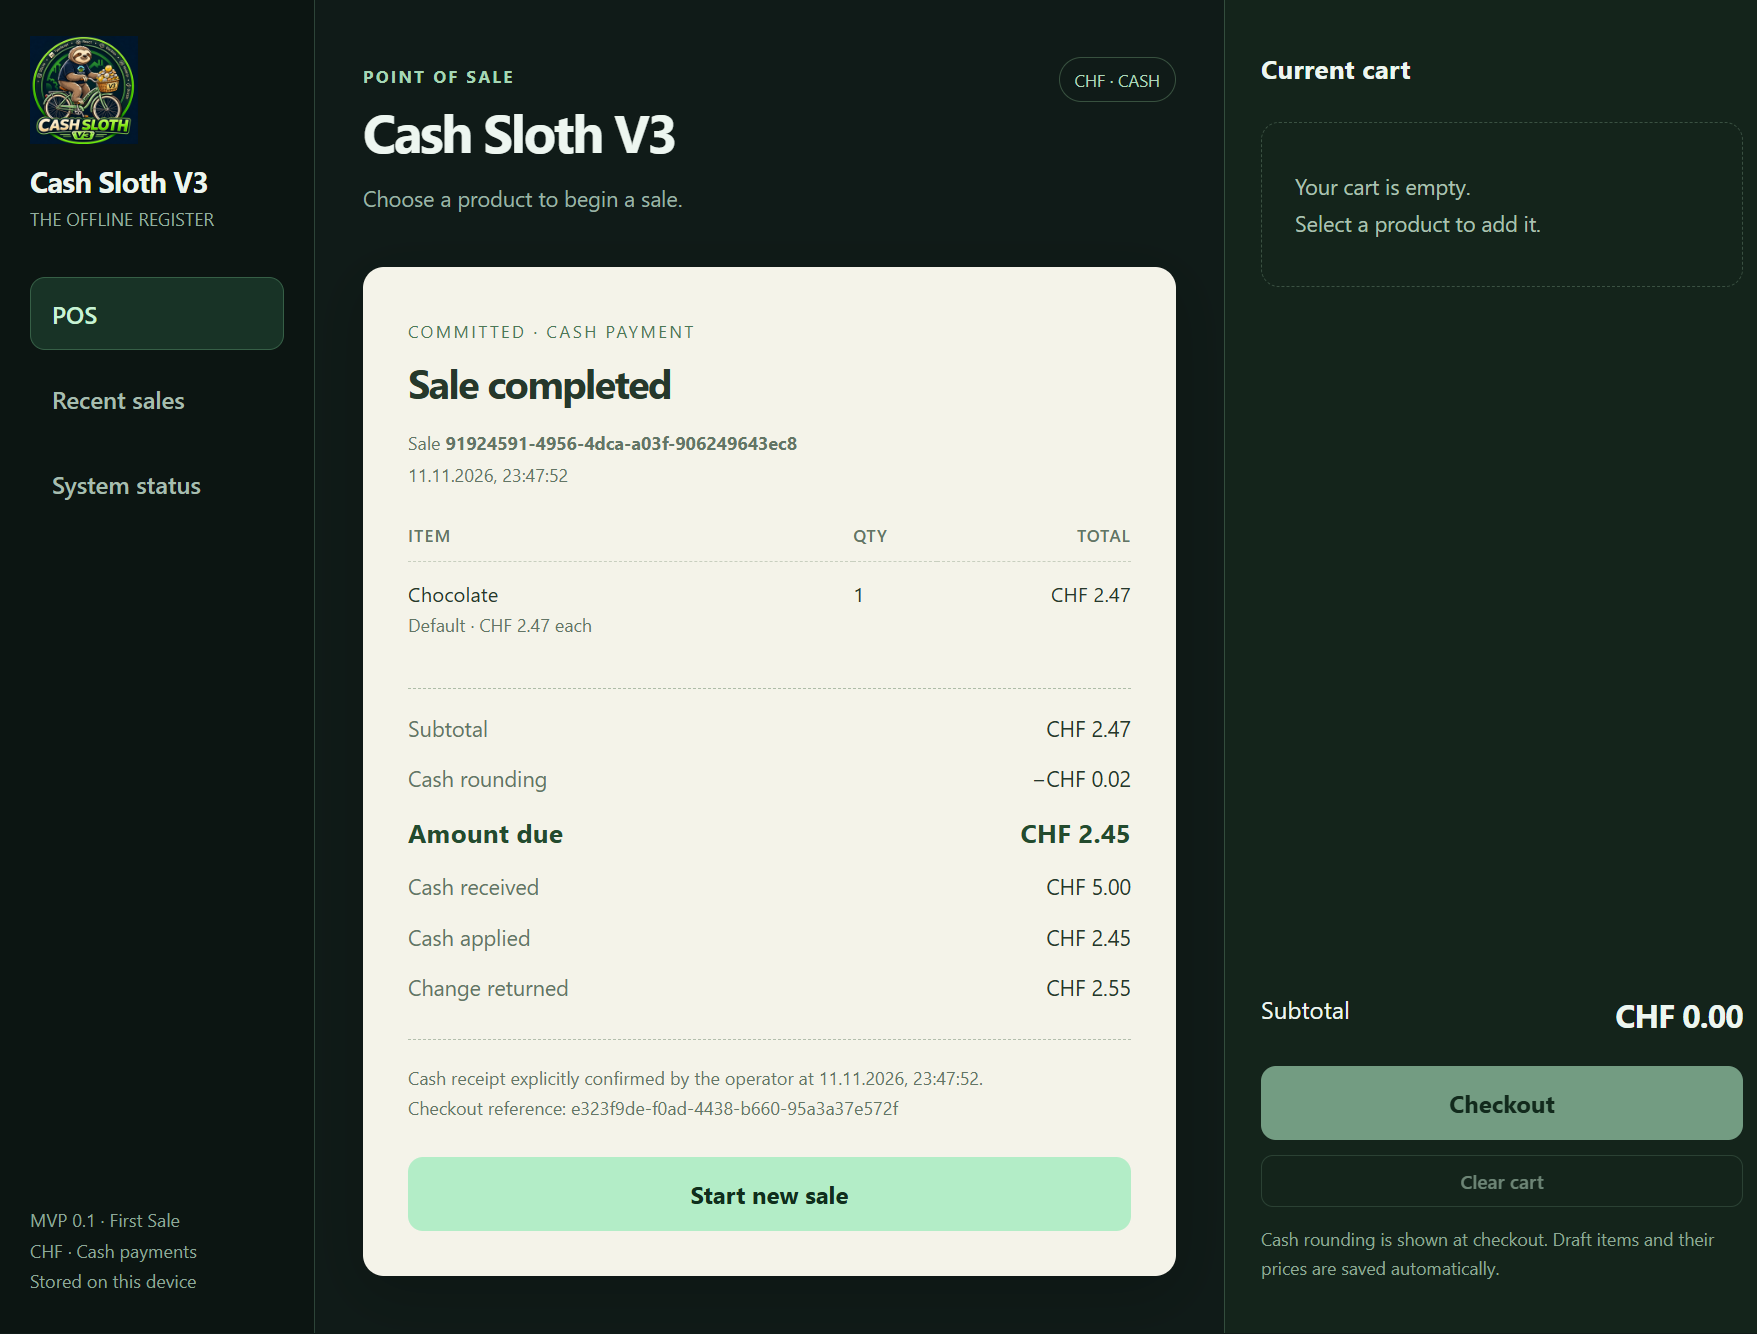 CASH SLOTH
V3
Cash Sloth V3
THE OFFLINE REGISTER
POS
Recent sales
System status
MVP 0.1 · First Sale
CHF · Cash payments
Stored on this device
POINT OF SALE
CHF · CASH
Cash Sloth V3
Choose a product to begin a sale.
COMMITTED · CASH PAYMENT
Sale completed
Sale 91924591-4956-4dca-a03f-906249643ec8
11.11.2026, 23:47:52
ITEM QTY TOTAL
Chocolate 1 CHF 2.47
Default · CHF 2.47 each
Subtotal CHF 2.47
Cash rounding −CHF 0.02
Amount due CHF 2.45
Cash received CHF 5.00
Cash applied CHF 2.45
Change returned CHF 2.55
Cash receipt explicitly confirmed by the operator at 11.11.2026, 23:47:52.
Checkout reference: e323f9de-f0ad-4438-b660-95a3a37e572f
Start new sale
Current cart
Your cart is empty.
Select a product to add it.
Subtotal CHF 0.00
Checkout
Clear cart
Cash rounding is shown at checkout. Draft items and their
prices are saved automatically.